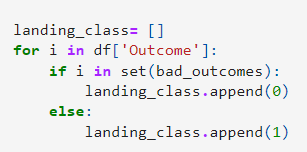 landing_class= []
for i in df['Outcome']:
    if i in set(bad_outcomes):
        landing_class.append(0)
    else:
        landing_class.append(1)